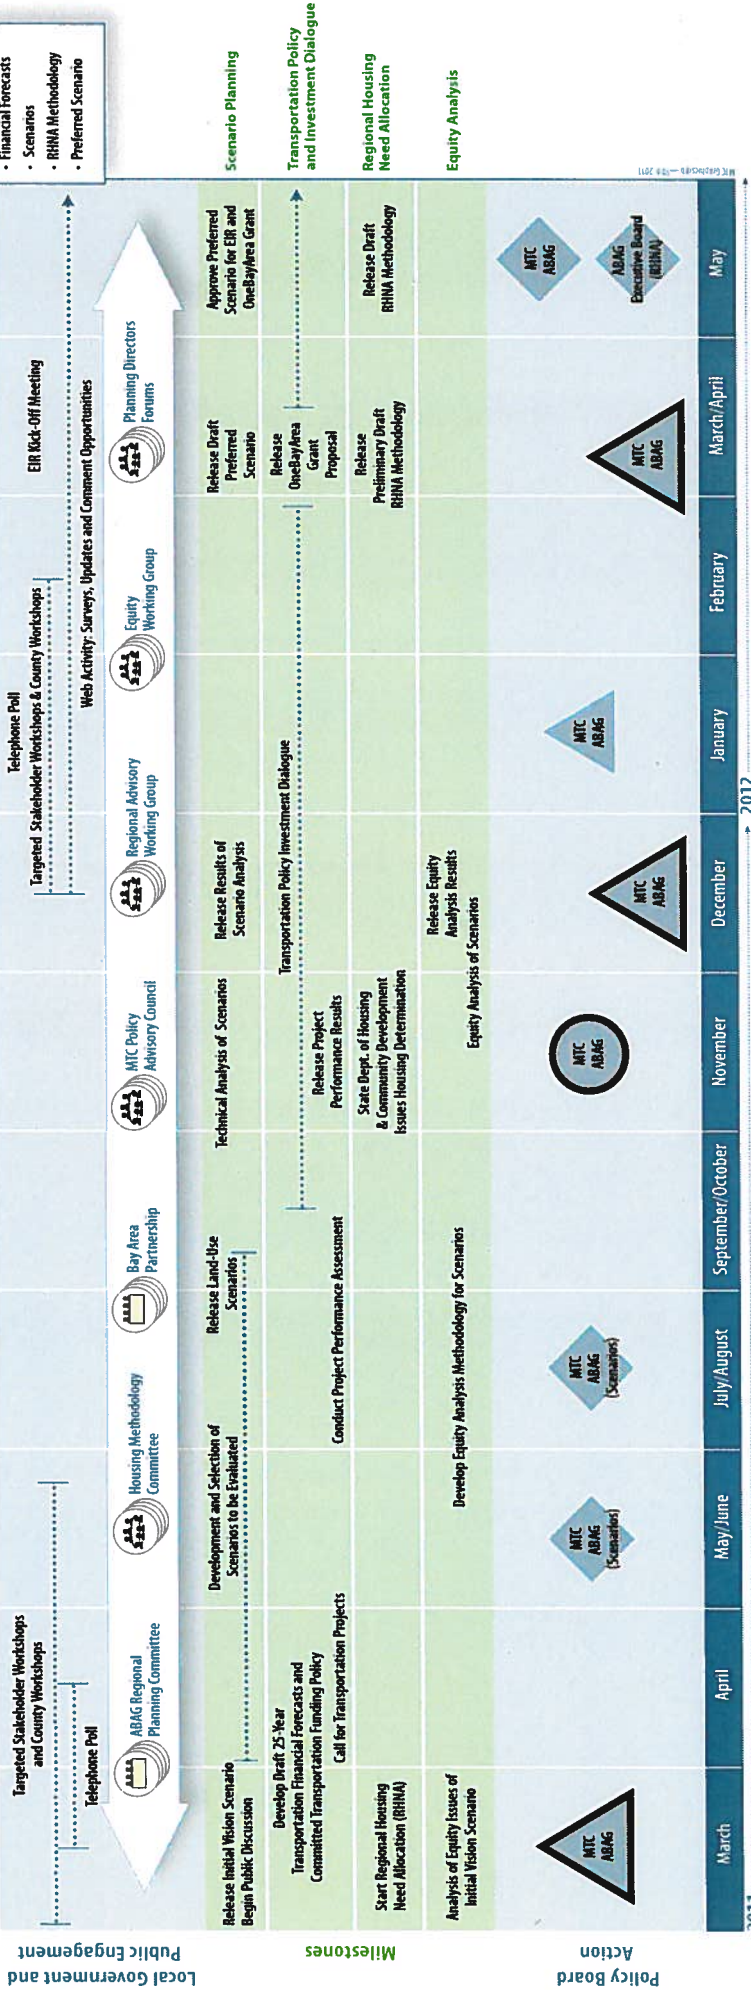 • Financial Forecasts
• Scenarios
• RHNA Methodology
• Preferred Scenario
Local Government and
Public Engagement
Targeted Stakeholder Workshops
and County Workshops
Telephone Poll
Telephone Poll
Targeted Stakeholder Workshops & County Workshops
EIR Kick-Off Meeting
Web Activity: Surveys, Updates and Comment Opportunities
ABAG Regional
Planning Committee
Housing Methodology
Committee
Bay Area
Partnership
MTC Policy
Advisory Council
Regional Advisory
Working Group
Equity
Working Group
Planning Directors
Forums
Milestones
Release Initial Vision Scenario
Begin Public Discussion
Development and Selection of
Scenarios to be Evaluated
Release Land-Use
Scenarios
Technical Analysis of Scenarios
Release Results of
Scenario Analysis
Release Draft
Preferred
Scenario
Approve Preferred
Scenario for EIR and
OneBayArea Grant
Scenario Planning
Develop Draft 25-Year
Transportation Financial Forecasts and
Committed Transportation Funding Policy
Call for Transportation Projects
Conduct Project Performance Assessment
Transportation Policy Investment Dialogue
Release Project
Performance Results
Release
OneBayArea
Grant
Proposal
Transportation Policy
and Investment Dialogue
Start Regional Housing
Need Allocation (RHNA)
State Dept. of Housing
& Community Development
Issues Housing Determination
Release
Preliminary Draft
RHNA Methodology
Release Draft
RHNA Methodology
Regional Housing
Need Allocation
Analysis of Equity Issues of
Initial Vision Scenario
Develop Equity Analysis Methodology for Scenarios
Release Equity
Analysis Results
Equity Analysis of Scenarios
Equity Analysis
Policy Board
Action
MTC
ABAG
MTC
ABAG
(Scenarios)
MTC
ABAG
(Scenarios)
MTC
ABAG
MTC
ABAG
MTC
ABAG
MTC
ABAG
MTC
ABAG
ABAG
Executive Board
(RHNA)
March
April
May/June
July/August
September/October
November
December
January
February
March/April
May
2011
2012